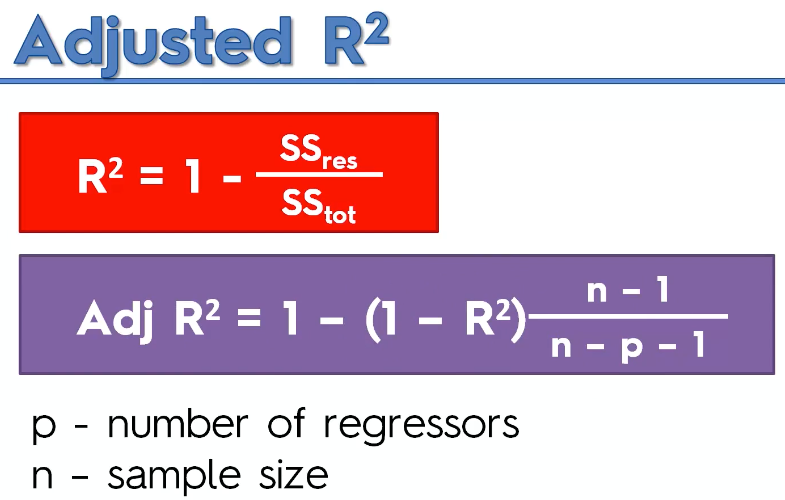 Adjusted R²
R² = 1 - SSres / SStot
Adj R² = 1 – (1 – R²) n – 1 / n – p – 1
p - number of regressors
n – sample size